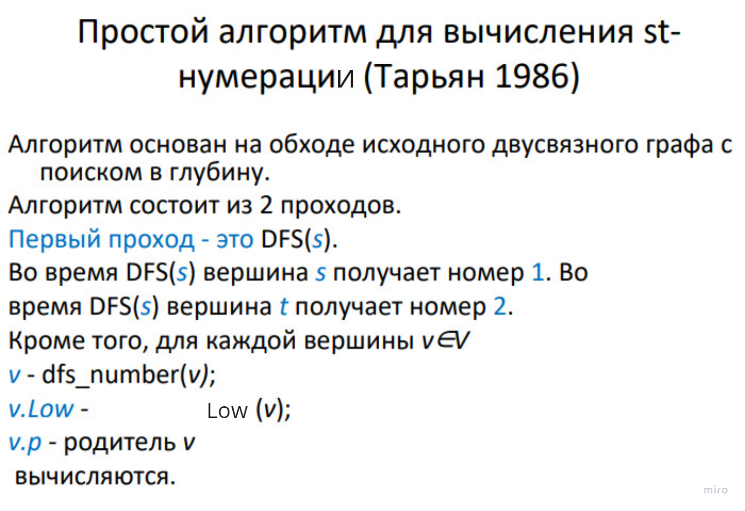 Простой алгоритм для вычисления st-
нумерации (Тарьян 1986)
Алгоритм основан на обходе исходного двусвязного графа с
поиском в глубину.
Алгоритм состоит из 2 проходов.
Первый проход - это DFS(s).
Во время DFS(s) вершина s получает номер 1. Во
время DFS(s) вершина t получает номер 2.
Кроме того, для каждой вершины v∈V
v - dfs_number(v);
v.Low - Low (v);
v.p - родитель v
вычисляются.
miro